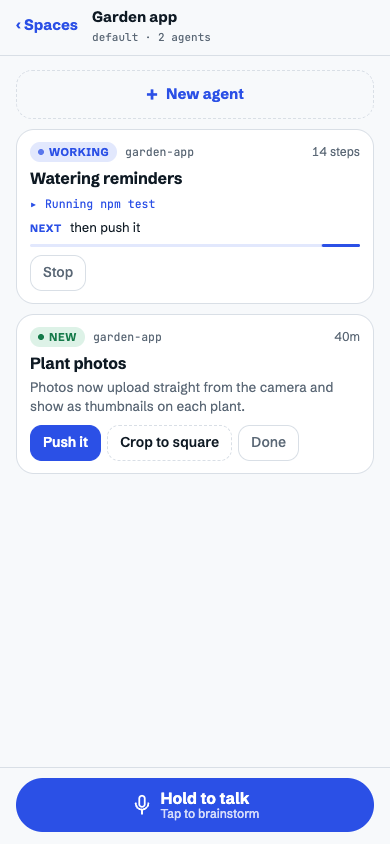 ‹ Spaces
Garden app
default · 2 agents
+ New agent
WORKING garden-app 14 steps
Watering reminders
▸ Running npm test
NEXT then push it
Stop
NEW garden-app 40m
Plant photos
Photos now upload straight from the camera and
show as thumbnails on each plant.
Push it Crop to square Done
Hold to talk
Tap to brainstorm